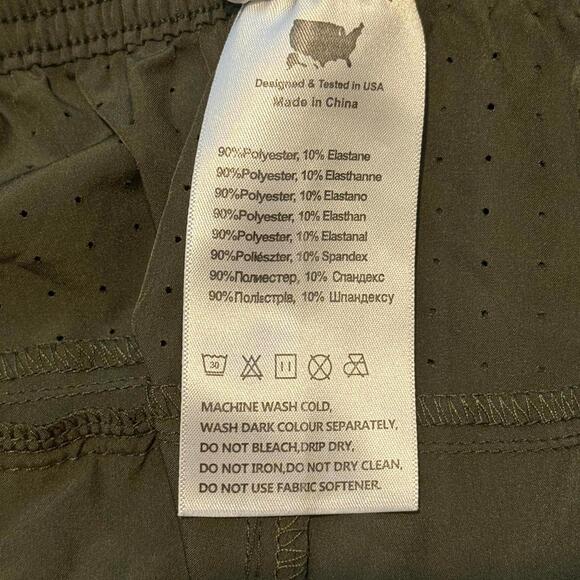 Designed & Tested in USA
Made in China
90%Polyester, 10% Elastane
90%Polyester, 10% Elasthanne
90%Polyester, 10% Elastano
90%Polyester, 10% Elasthan
90%Polyester, 10% Elastanal
90%Poliészter, 10% Spandex
90%Полиестер, 10% Спандекс
90%Поліестрів, 10% Шпандексу
30
MACHINE WASH COLD,
WASH DARK COLOUR SEPARATELY,
DO NOT BLEACH,DRIP DRY,
DO NOT IRON,DO NOT DRY CLEAN,
DO NOT USE FABRIC SOFTENER.